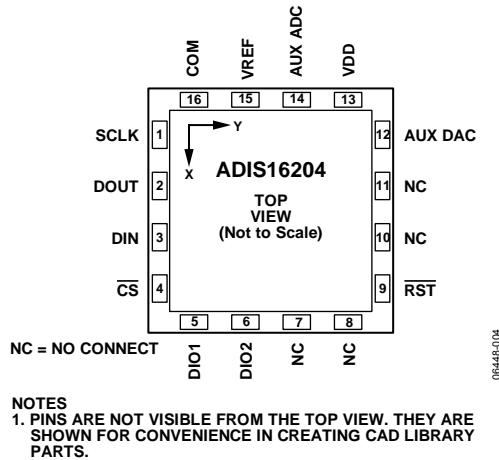 COM
VREF
AUX ADC
VDD
16
15
14
13
SCLK
1
Y
12
AUX DAC
X
ADIS16204
DOUT
2
TOP
VIEW
(Not to Scale)
11
NC
DIN
3
10
NC
CS
4
9
RST
5
6
7
8
NC = NO CONNECT
DIO1
DIO2
NC
NC
06448-004
NOTES
1. PINS ARE NOT VISIBLE FROM THE TOP VIEW. THEY ARE
SHOWN FOR CONVENIENCE IN CREATING CAD LIBRARY
PARTS.